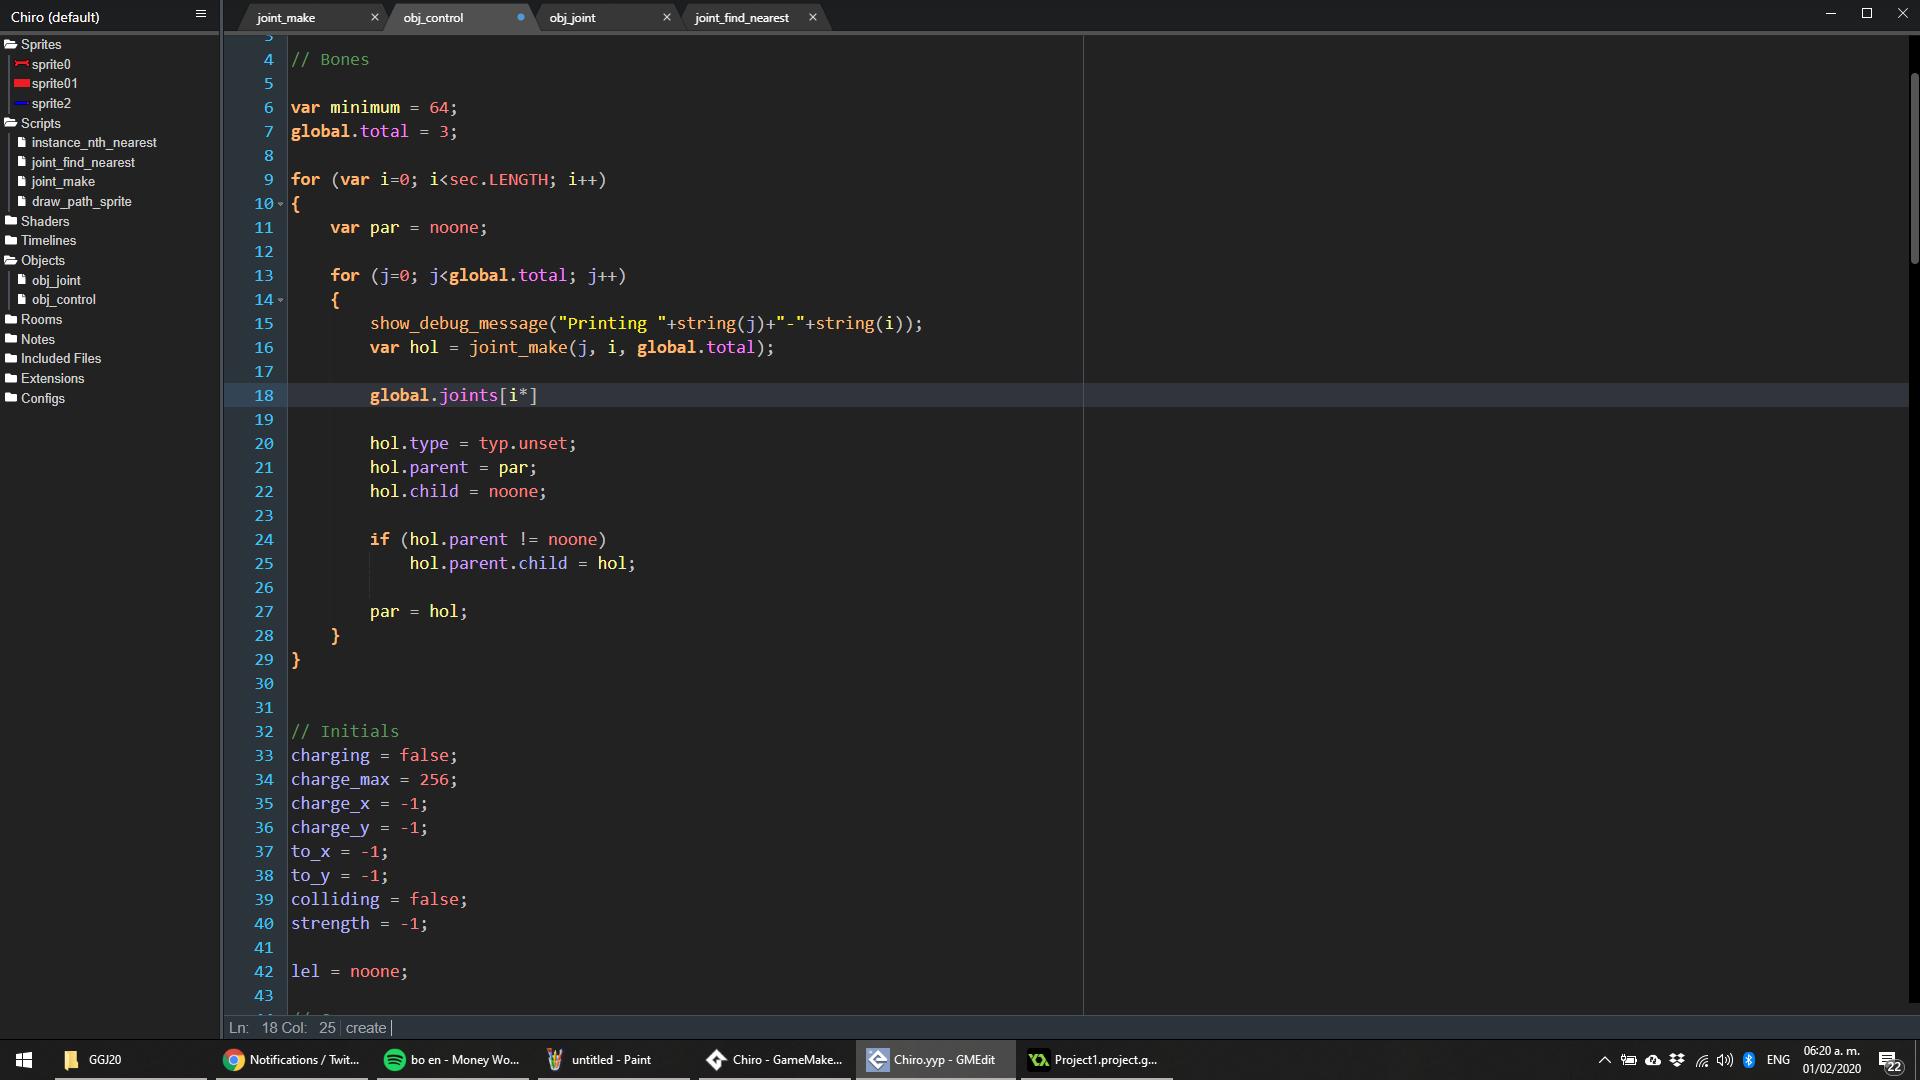 Chiro (default)
joint_make
obj_control
obj_joint
joint_find_nearest
Sprites
sprite0
sprite01
sprite2
Scripts
instance_nth_nearest
joint_find_nearest
joint_make
draw_path_sprite
Shaders
Timelines
Objects
obj_joint
obj_control
Rooms
Notes
Included Files
Extensions
Configs
3
4 // Bones
5
6 var minimum = 64;
7 global.total = 3;
8
9 for (var i=0; i<sec.LENGTH; i++)
10 {
11 var par = noone;
12
13 for (j=0; j<global.total; j++)
14 {
15 show_debug_message("Printing "+string(j)+"-"+string(i));
16 var hol = joint_make(j, i, global.total);
17
18 global.joints[i*]
19
20 hol.type = typ.unset;
21 hol.parent = par;
22 hol.child = noone;
23
24 if (hol.parent != noone)
25 hol.parent.child = hol;
26
27 par = hol;
28 }
29 }
30
31
32 // Initials
33 charging = false;
34 charge_max = 256;
35 charge_x = -1;
36 charge_y = -1;
37 to_x = -1;
38 to_y = -1;
39 colliding = false;
40 strength = -1;
41
42 lel = noone;
43
Ln: 18 Col: 25 create
GGJ20
Notifications / Twit...
bo en - Money Wo...
untitled - Paint
Chiro - GameMake...
Chiro.yyp - GMEdit
Project1.project.g...
ENG
06:20 a. m.
01/02/2020
22